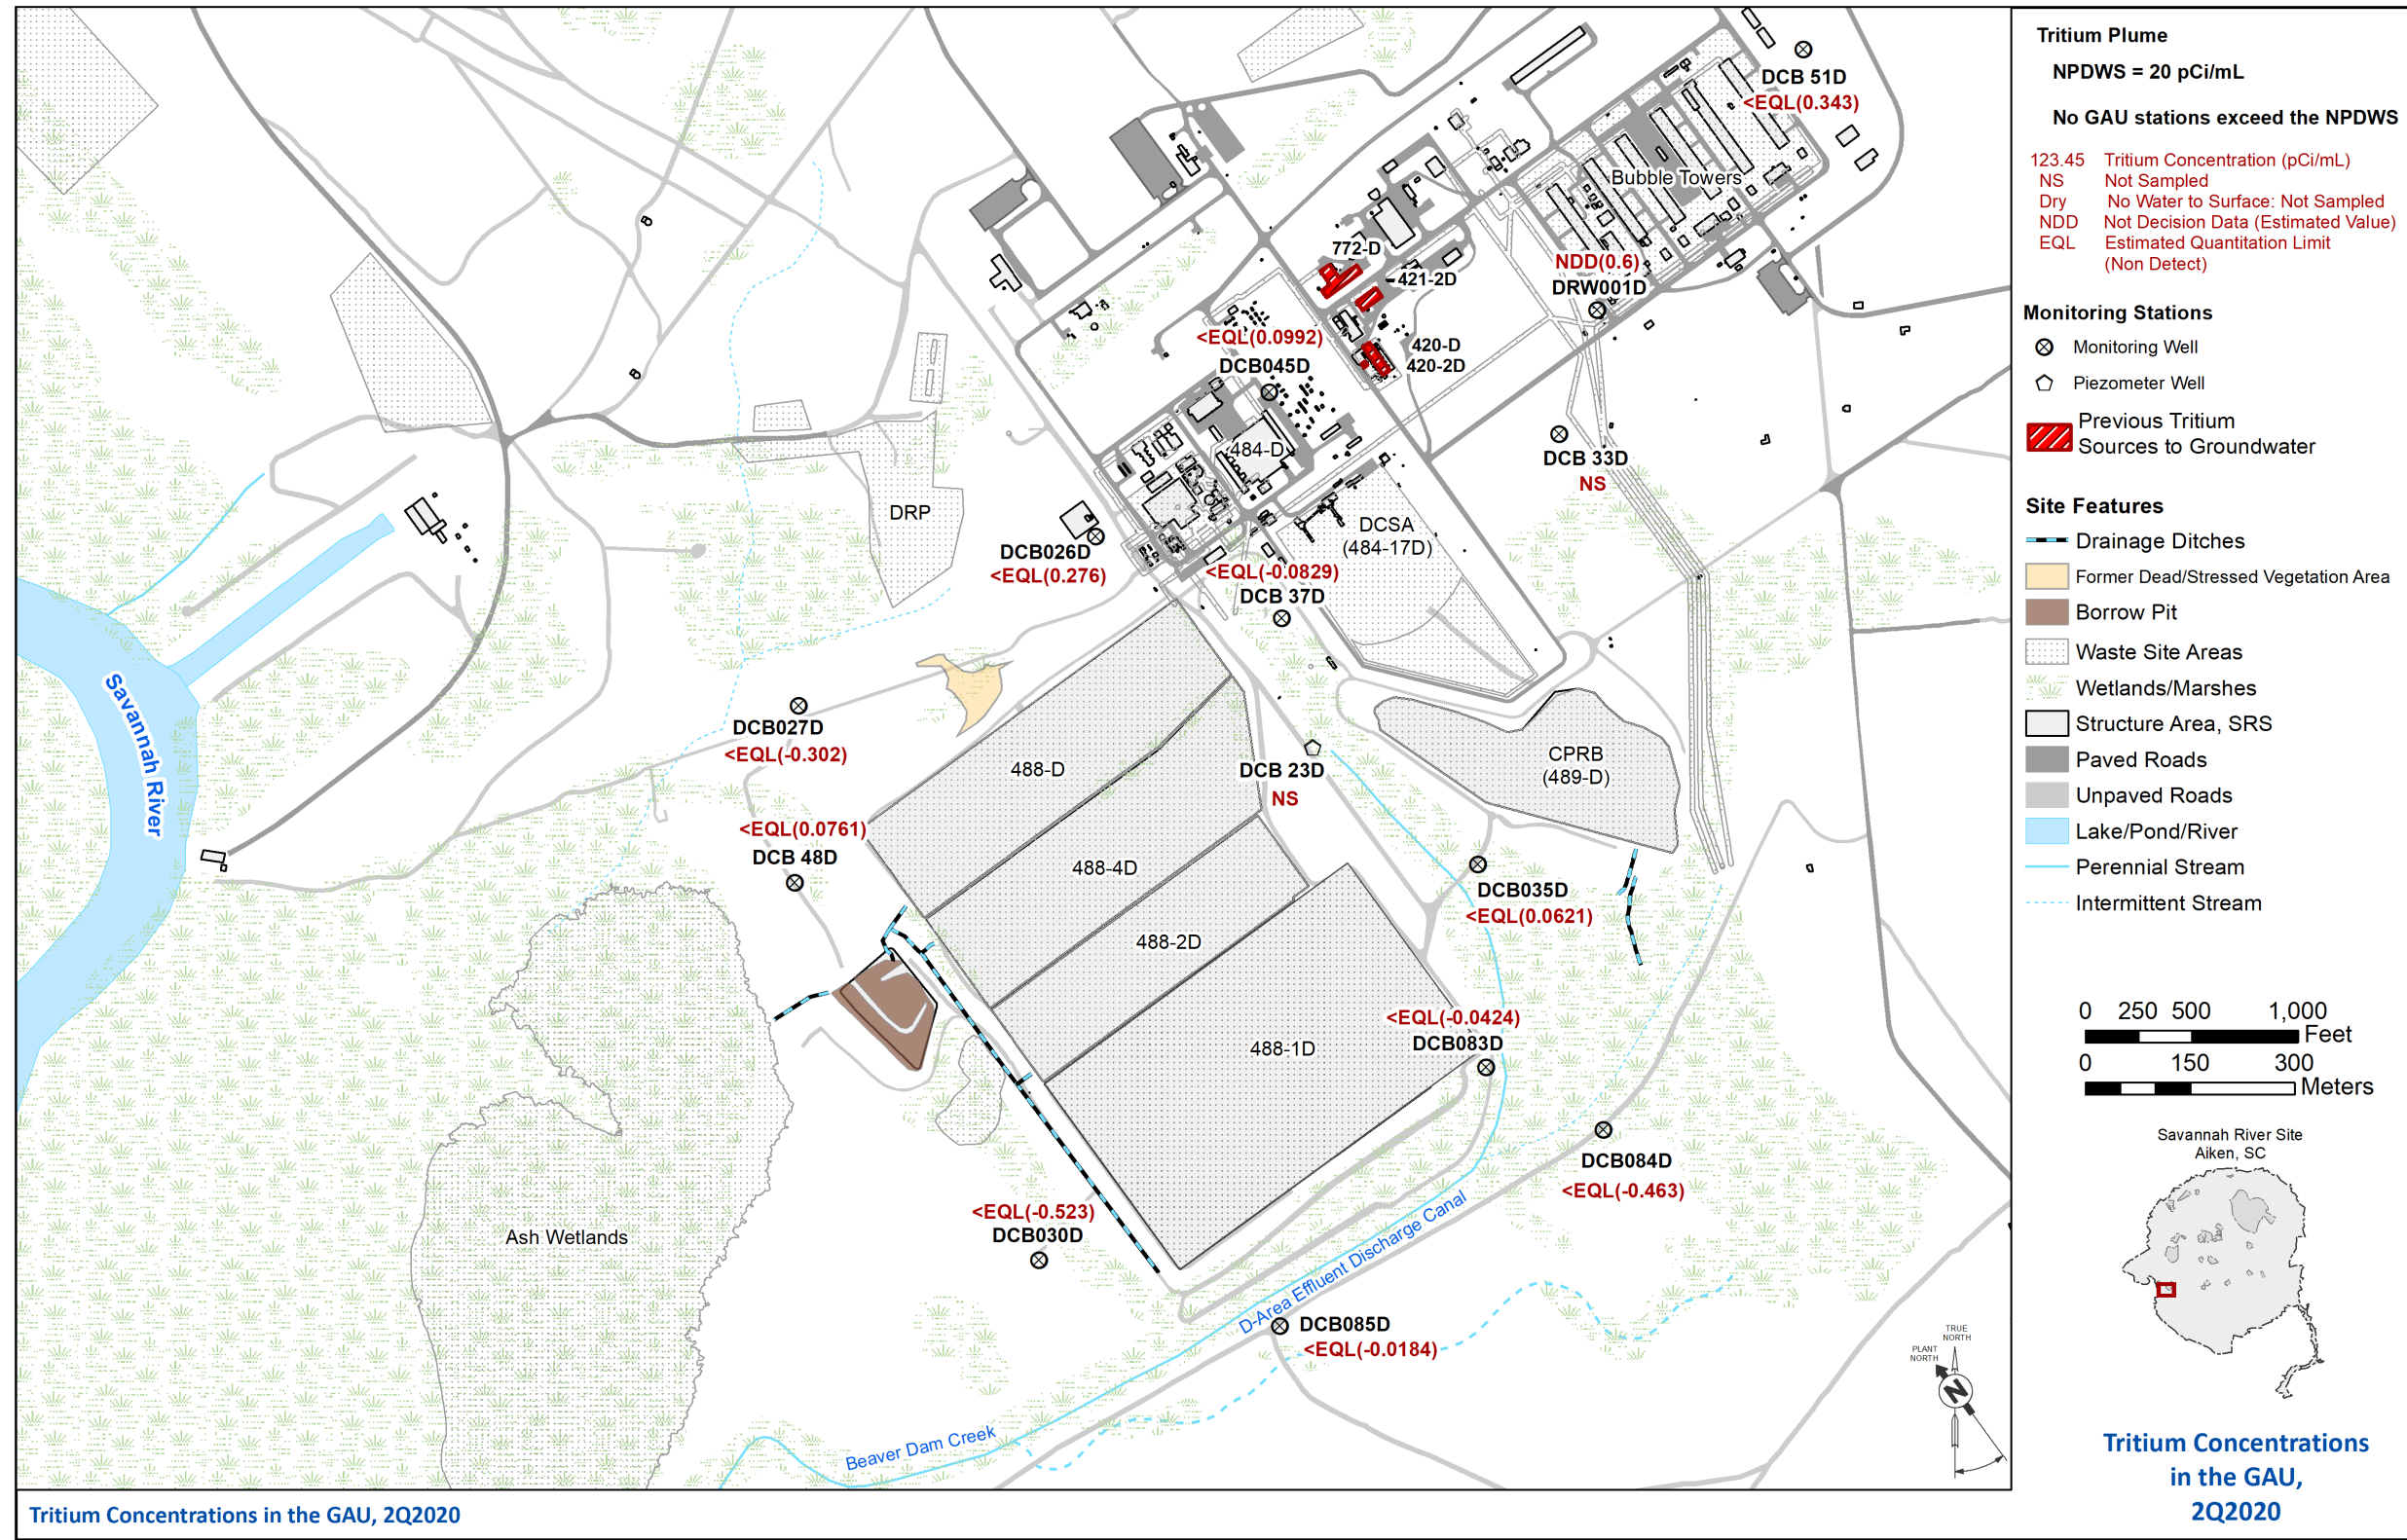 DCB 51D
<EQL(0.343)
Bubble Towers
772-D
421-2D
NDD(0.6)
DRW001D
<EQL(0.0992)
DCB045D
420-D
420-2D
484-D
DCB 33D
NS
DRP
DCSA
(484-17D)
DCB026D
<EQL(0.276)
<EQL(-0.0829)
DCB 37D
Savannah River
DCB027D
<EQL(-0.302)
488-D
DCB 23D
NS
CPRB
(489-D)
<EQL(0.0761)
DCB 48D
488-4D
DCB035D
<EQL(0.0621)
488-2D
<EQL(-0.0424)
DCB083D
488-1D
DCB084D
<EQL(-0.463)
<EQL(-0.523)
DCB030D
Ash Wetlands
D-Area Effluent Discharge Canal
DCB085D
<EQL(-0.0184)
Beaver Dam Creek
TRUE
NORTH
PLANT
NORTH
N
Tritium Concentrations in the GAU, 2Q2020
Tritium Plume
NPDWS = 20 pCi/mL
No GAU stations exceed the NPDWS
123.45 Tritium Concentration (pCi/mL)
NS Not Sampled
Dry No Water to Surface: Not Sampled
NDD Not Decision Data (Estimated Value)
EQL Estimated Quantitation Limit
(Non Detect)
Monitoring Stations
Monitoring Well
Piezometer Well
Previous Tritium
Sources to Groundwater
Site Features
Drainage Ditches
Former Dead/Stressed Vegetation Area
Borrow Pit
Waste Site Areas
Wetlands/Marshes
Structure Area, SRS
Paved Roads
Unpaved Roads
Lake/Pond/River
Perennial Stream
Intermittent Stream
0 250 500 1,000
Feet
0 150 300
Meters
Savannah River Site
Aiken, SC
Tritium Concentrations
in the GAU,
2Q2020